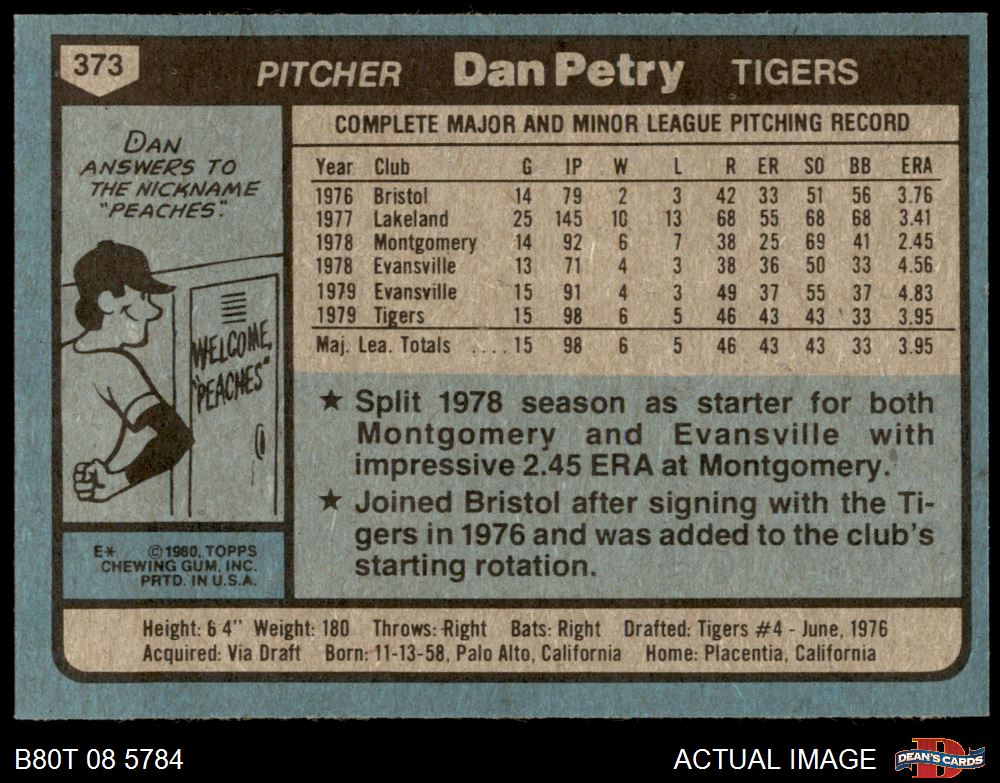 373
PITCHER Dan Petry TIGERS
DAN
ANSWERS TO
THE NICKNAME
"PEACHES".
WELCOME,
"PEACHES"
E* © 1980, TOPPS
CHEWING GUM, INC.
PRTD. IN U.S.A.
COMPLETE MAJOR AND MINOR LEAGUE PITCHING RECORD
Year Club G IP W L R ER SO BB ERA
1976 Bristol 14 79 2 3 42 33 51 56 3.76
1977 Lakeland 25 145 10 13 68 55 68 68 3.41
1978 Montgomery 14 92 6 7 38 25 69 41 2.45
1978 Evansville 13 71 4 3 38 36 50 33 4.56
1979 Evansville 15 91 4 3 49 37 55 37 4.83
1979 Tigers 15 98 6 5 46 43 43 33 3.95
Maj. Lea. Totals ....15 98 6 5 46 43 43 33 3.95
★ Split 1978 season as starter for both
Montgomery and Evansville with
impressive 2.45 ERA at Montgomery.
★ Joined Bristol after signing with the Ti-
gers in 1976 and was added to the club's
starting rotation.
Height: 6 4" Weight: 180 Throws: Right Bats: Right Drafted: Tigers #4 - June, 1976
Acquired: Via Draft Born: 11-13-58, Palo Alto, California Home: Placentia, California
B80T 08 5784
ACTUAL IMAGE
DEAN'S CARDS